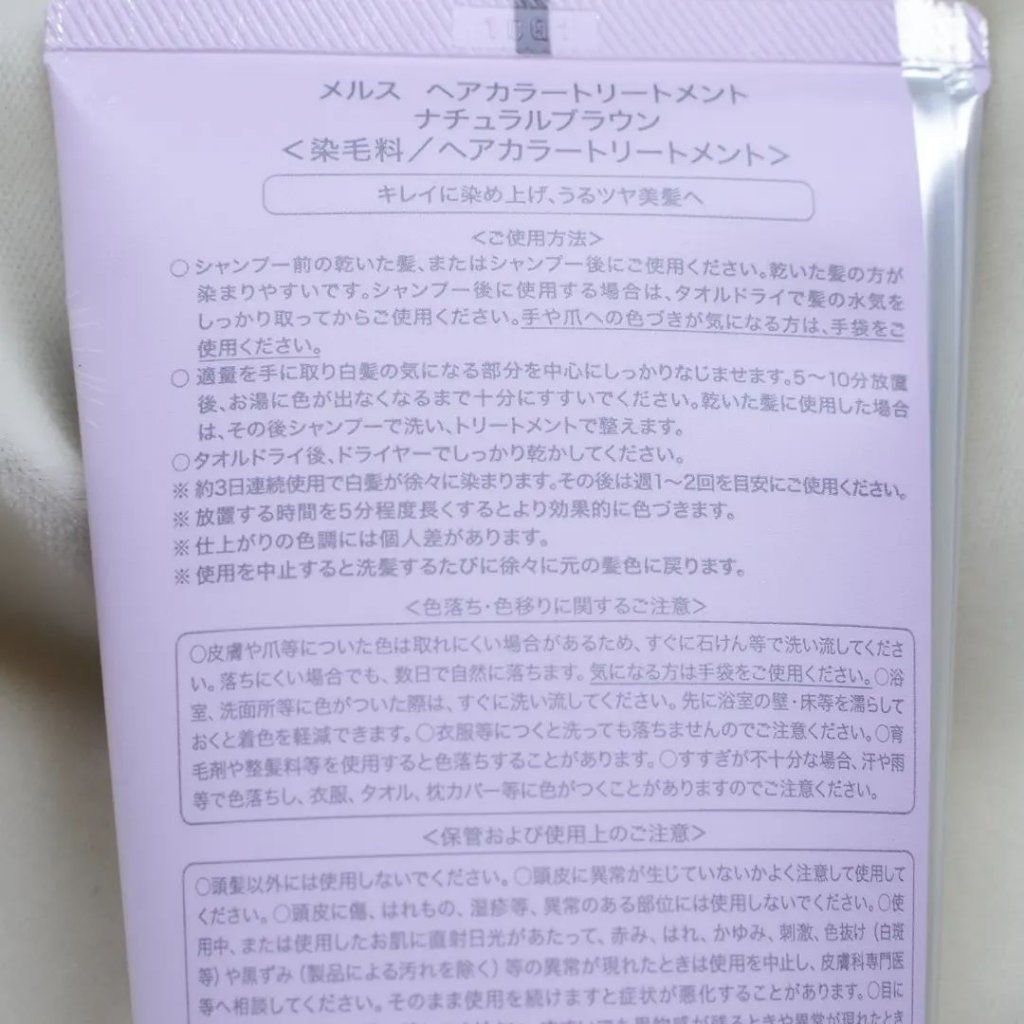 メルス ヘアカラートリートメント
ナチュラルブラウン
＜染毛料／ヘアカラートリートメント＞
キレイに染め上げ、うるツヤ美髪へ
＜ご使用方法＞
○シャンプー前の乾いた髪、またはシャンプー後にご使用ください。乾いた髪の方が
染まりやすいです。シャンプー後に使用する場合は、タオルドライで髪の水気を
しっかり取ってからご使用ください。手や爪への色づきが気になる方は、手袋をご
使用ください。
○ 適量を手に取り白髪の気になる部分を中心にしっかりなじませます。5～10分放置
後、お湯に色が出なくなるまで十分にすすいでください。乾いた髪に使用した場合
は、その後シャンプーで洗い、トリートメントで整えます。
○タオルドライ後、ドライヤーでしっかり乾かしてください。
※ 約3日連続使用で白髪が徐々に染まります。その後は週1～2回を目安にご使用ください。
※ 放置する時間を5分程度長くするとより効果的に色づきます。
※ 仕上がりの色調には個人差があります。
※ 使用を中止すると洗髪するたびに徐々に元の髪色に戻ります。
＜色落ち・色移りに関するご注意＞
○皮膚や爪等についた色は取れにくい場合があるため、すぐに石けん等で洗い流してくださ
い。落ちにくい場合でも、数日で自然に落ちます。気になる方は手袋をご使用ください。○浴
室、洗面所等に色がついた際は、すぐに洗い流してください。先に浴室の壁・床等を濡らして
おくと着色を軽減できます。○衣服等につくと洗っても落ちませんのでご注意ください。○育
毛剤や整髪料等を使用すると色落ちすることがあります。○すすぎが不十分な場合、汗や雨
等で色落ちし、衣服、タオル、枕カバー等に色がつくことがありますのでご注意ください。
＜保管および使用上のご注意＞
○頭髪以外には使用しないでください。○頭皮に異常が生じていないかよく注意して使用して
ください。○頭皮に傷、はれもの、湿疹等、異常のある部位には使用しないでください。○使
用中、または使用したお肌に直射日光があたって、赤み、はれ、かゆみ、刺激、色抜け（白斑
等）や黒ずみ（製品による汚れを除く）等の異常が現れたときは使用を中止し、皮膚科専門医
等へ相談してください。そのまま使用を続けますと症状が悪化することがあります。○目に